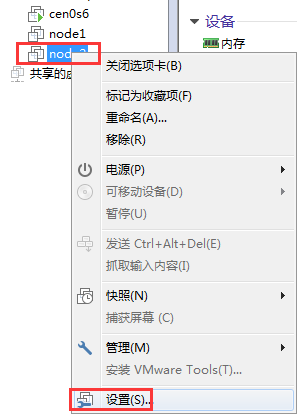 cen0s6
设备
node1
内存
共享的
关闭选项卡(B)
标记为收藏项(F)
重命名(A)...
移除(R)
电源(P)
可移动设备(D)
暂停(U)
发送 Ctrl+Alt+Del(E)
抓取输入内容(I)
快照(N)
捕获屏幕 (C)
管理(M)
安装 VMware Tools(T)...
设置(S)...